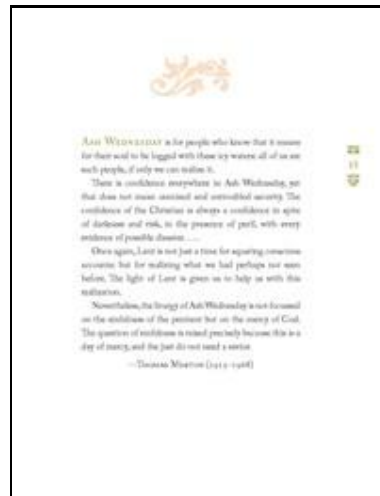 ASH WEDNESDAY is for people who know that it means
for their soul to be logged with these icy waters: all of us are
such people, if only we can realize it.
There is confidence everywhere in Ash Wednesday, yet
that does not mean unmixed and untroubled security. The
confidence of the Christian is always a confidence in spite
of darkness and risk, in the presence of peril, with every
evidence of possible disaster. . . .
Once again, Lent is not just a time for squaring conscious
accounts: but for realizing what we had perhaps not seen
before. The light of Lent is given us to help us with this
realization.
Nevertheless, the liturgy of Ash Wednesday is not focused
on the sinfulness of the penitent but on the mercy of God.
The question of sinfulness is raised precisely because this is a
day of mercy, and the just do not need a savior.
—THOMAS MERTON (1915–1968)